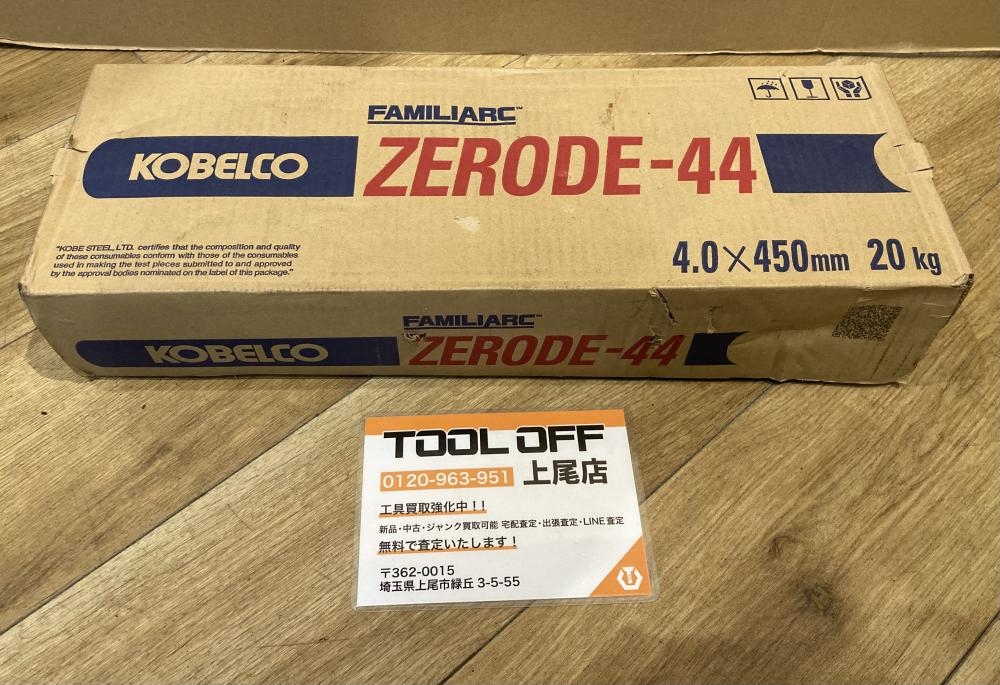 FAMILIARC™
KOBELCO ZERODE-44
"KOBE STEEL, LTD. certifies that the composition and quality
of these consumables conform with those of the consumables
used in making the test pieces submitted to and approved
by the approval bodies nominated on the label of this package."
4.0×450mm 20kg
FAMILIARC™
KOBELCO ZERODE-44
TOOL OFF
0120-963-951 上尾店
工具買取強化中!!
新品・中古・ジャンク買取可能 宅配査定・出張査定・LINE査定
無料で査定いたします!
〒362-0015
埼玉県上尾市緑丘 3-5-55